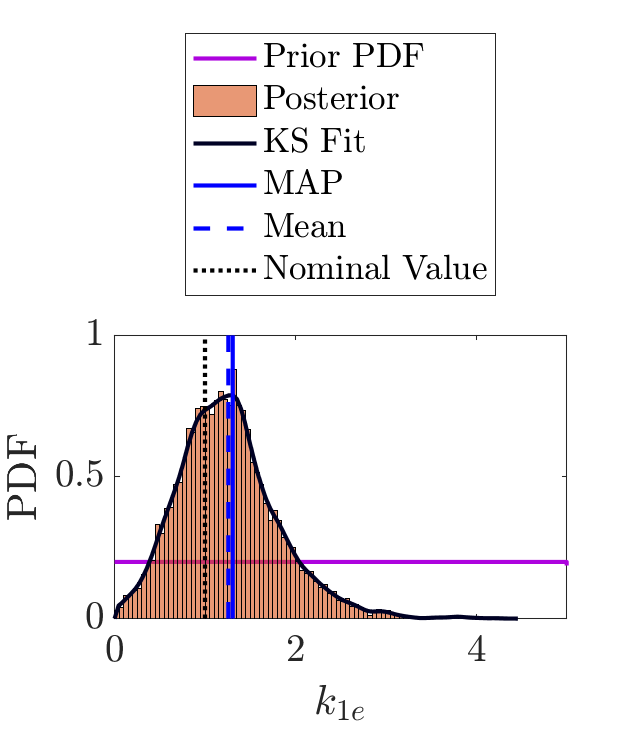 Prior PDF
Posterior
KS Fit
MAP
Mean
Nominal Value
1
0.5
0
PDF
0 2 4
k1e